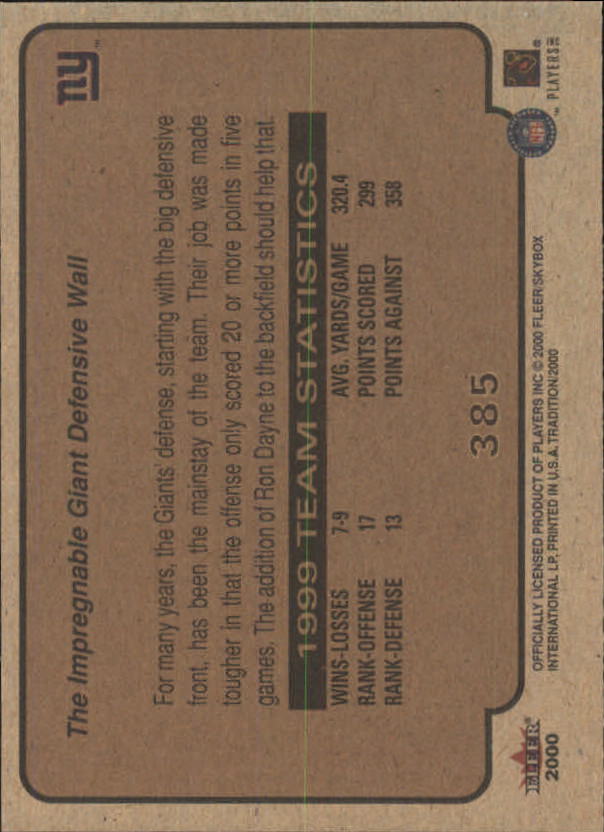 The Impregnable Giant Defensive Wall
ny
For many years, the Giants' defense, starting with the big defensive
front, has been the mainstay of the team. Their job was made
tougher in that the offense only scored 20 or more points in five
games. The addition of Ron Dayne to the backfield should help that.
1999 TEAM STATISTICS
WINS-LOSSES 7-9 AVG. YARDS/GAME 320.4
RANK-OFFENSE 17 POINTS SCORED 299
RANK-DEFENSE 13 POINTS AGAINST 358
385
FLEER®
2000
OFFICIALLY LICENSED PRODUCT OF PLAYERS INC © 2000 FLEER/SKYBOX
INTERNATIONAL LP, PRINTED IN U.S.A. TRADITION/2000
NFL
PLAYERS INC